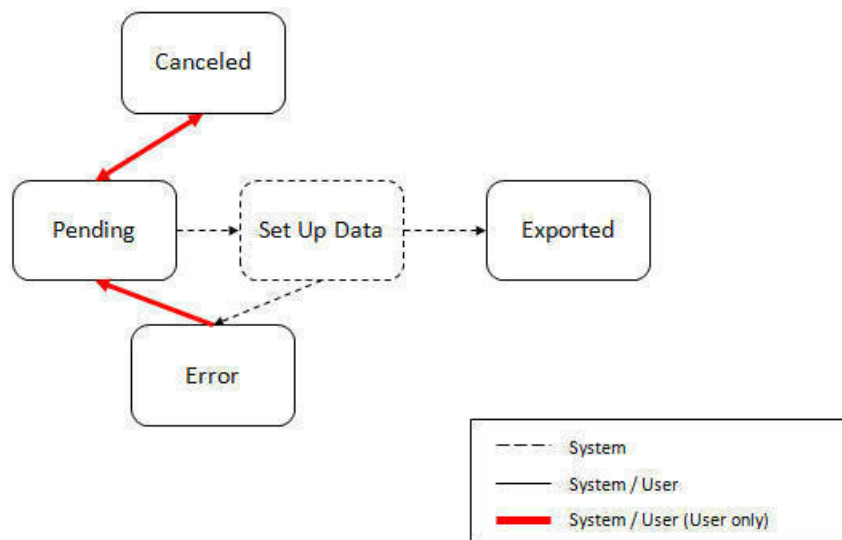 Canceled
Pending
Set Up Data
Exported
Error
System
System / User
System / User (User only)